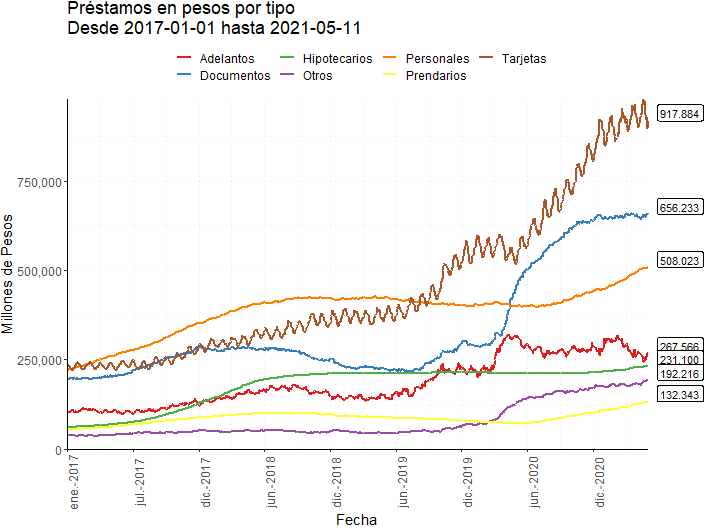 Préstamos en pesos por tipo
Desde 2017-01-01 hasta 2021-05-11
Adelantos Hipotecarios Personales Tarjetas
Documentos Otros Prendarios
Millones de Pesos
750,000
500,000
250,000
0
917.884
656.233
508.023
267.566
231.100
192.216
132.343
ene.-2017
jul.-2017
dic.-2017
jun.-2018
dic.-2018
jun.-2019
dic.-2019
jun.-2020
dic.-2020
Fecha